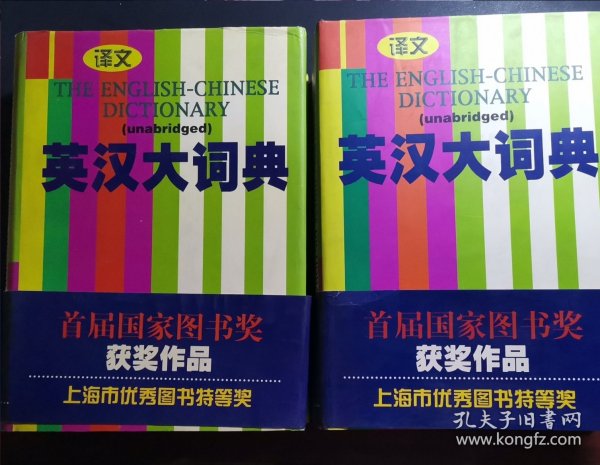 译文
THE ENGLISH-CHINESE
DICTIONARY
(unabridged)
英汉大词典
首届国家图书奖
获奖作品
上海市优秀图书特等奖
译文
THE ENGLISH-CHINESE
DICTIONARY
(unabridged)
英汉大词典
首届国家图书奖
获奖作品
上海市优秀图书特等奖
孔夫子旧书网
www.kongfz.com